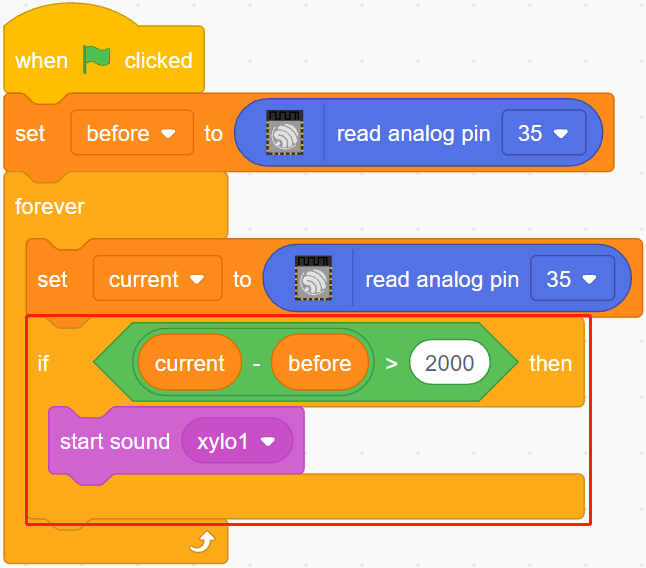 when clicked
set before to read analog pin 35
forever
set current to read analog pin 35
if current - before > 2000 then
start sound xylo1